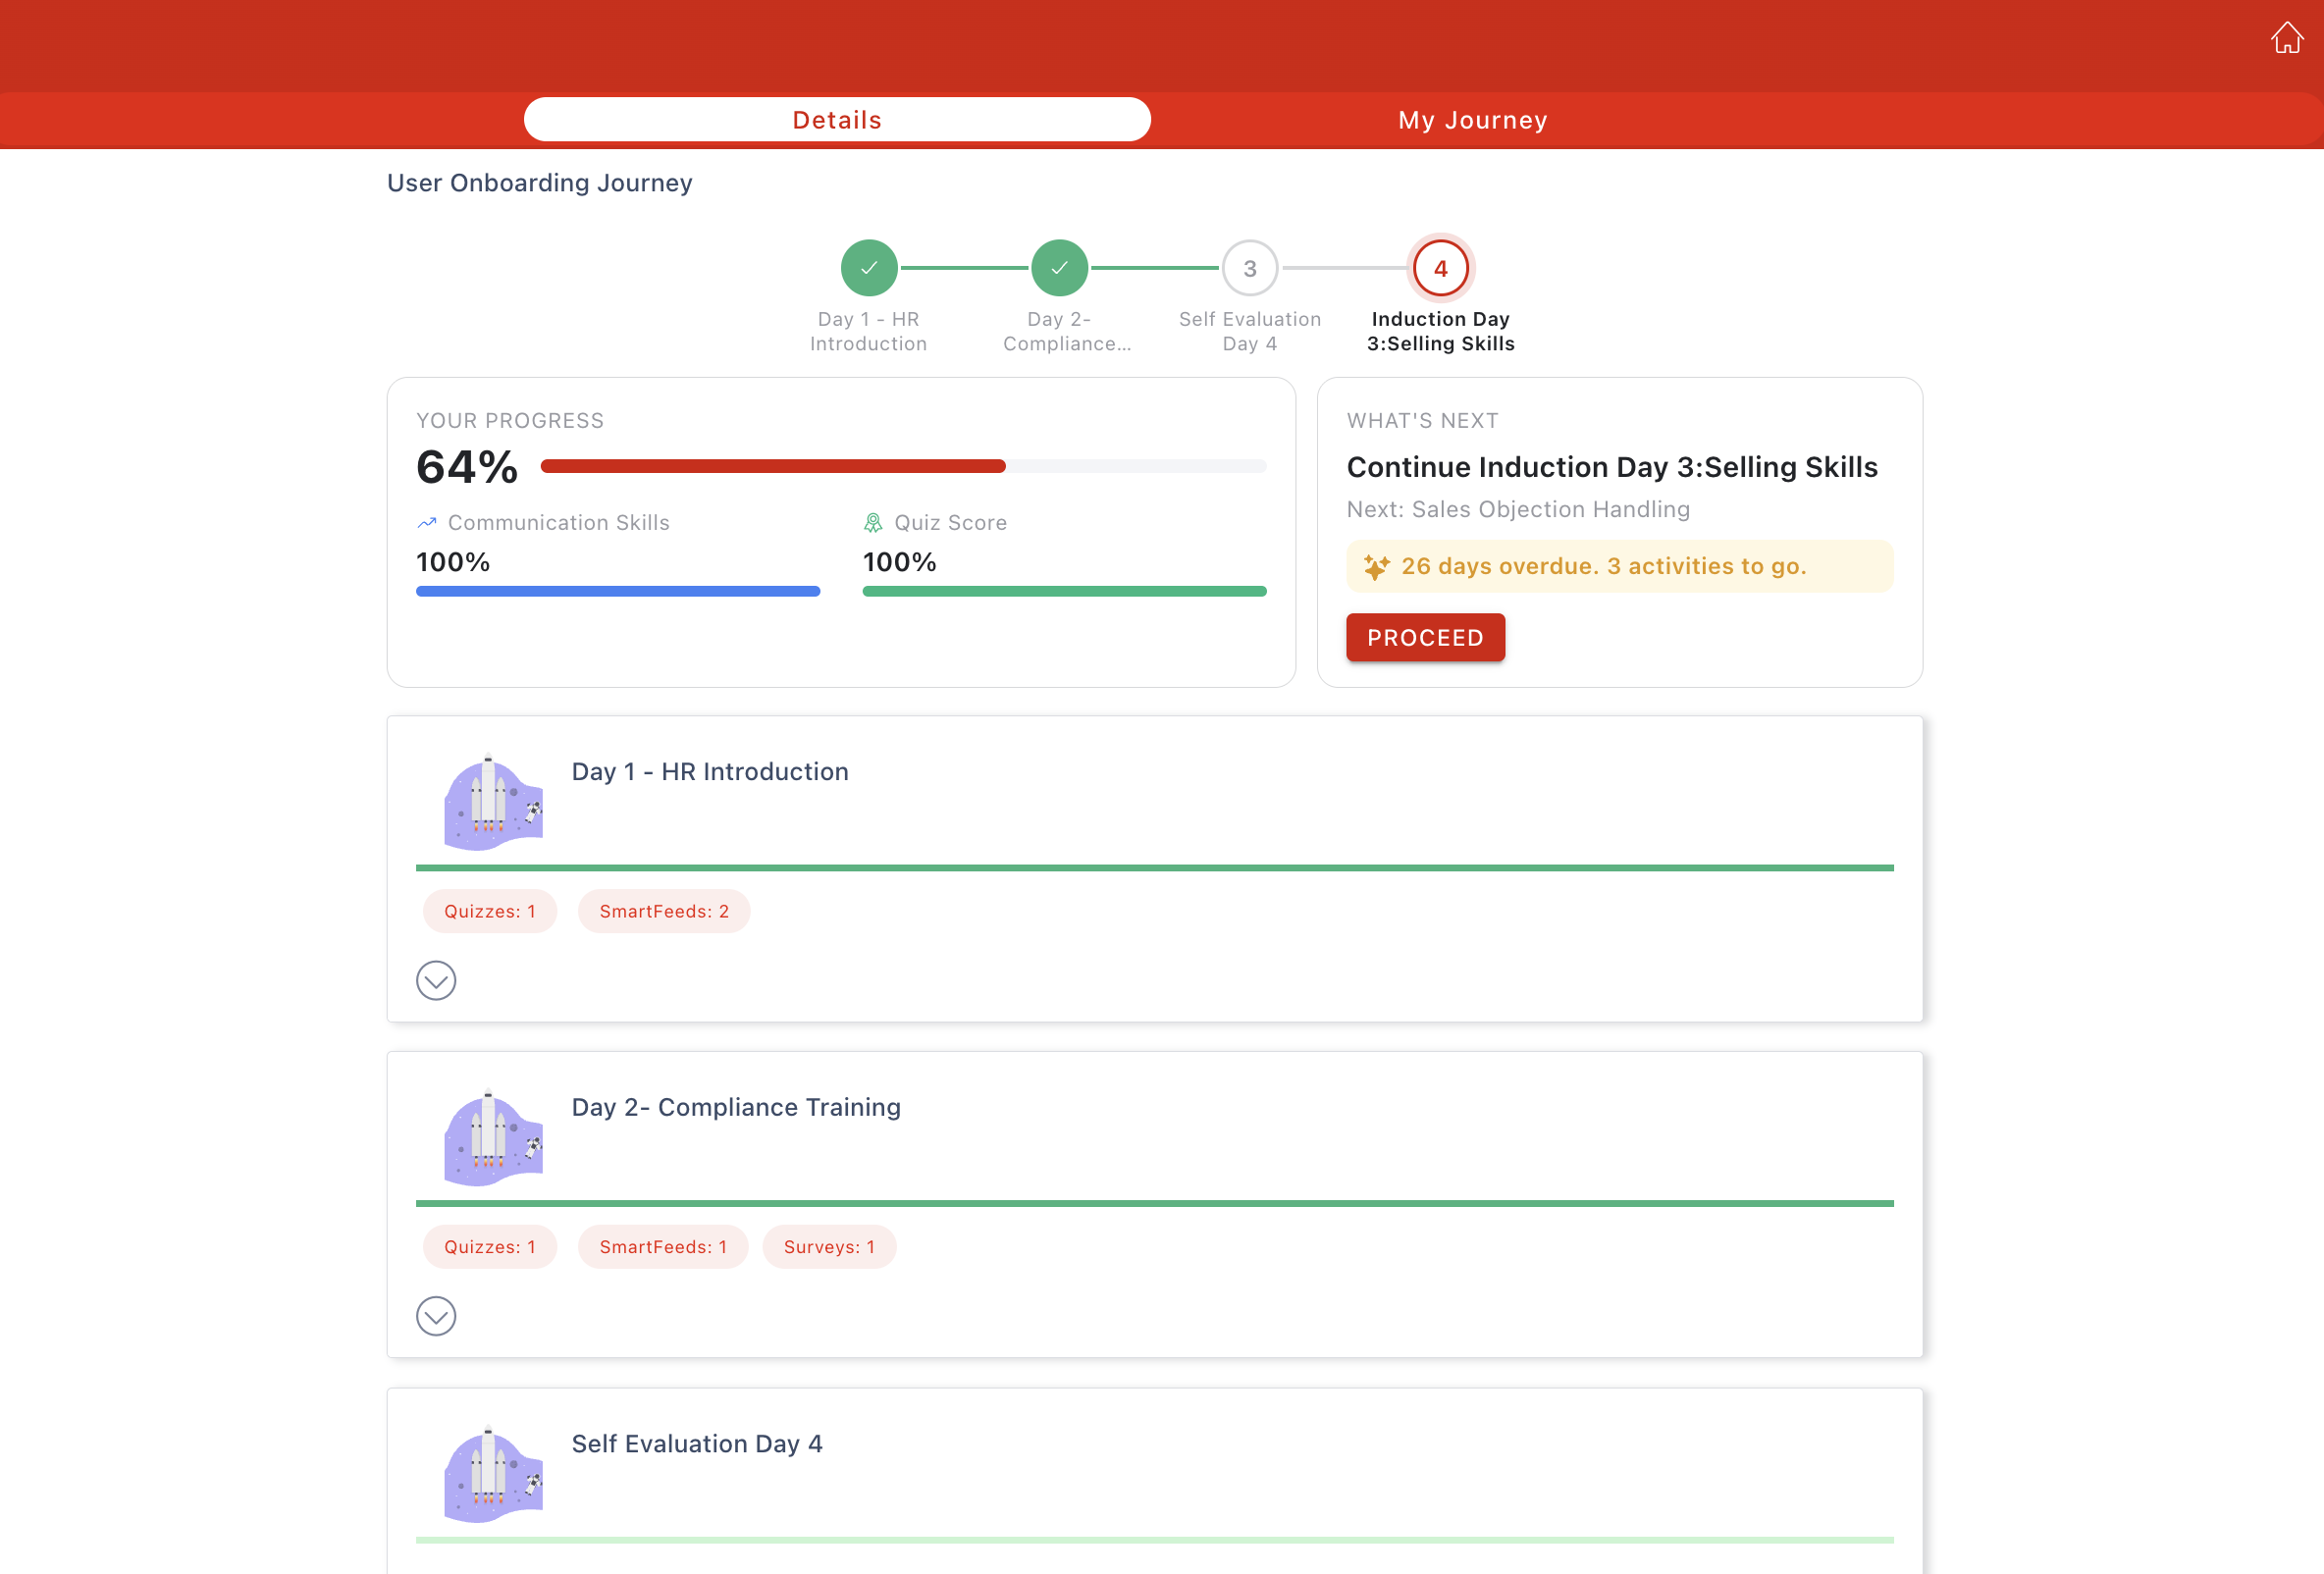 Details
My Journey
User Onboarding Journey
3
4
Day 1 - HR
Introduction
Day 2-
Compliance...
Self Evaluation
Day 4
Induction Day
3:Selling Skills
YOUR PROGRESS
64%
Communication Skills
100%
Quiz Score
100%
WHAT'S NEXT
Continue Induction Day 3:Selling Skills
Next: Sales Objection Handling
26 days overdue. 3 activities to go.
PROCEED
Day 1 - HR Introduction
Quizzes: 1
SmartFeeds: 2
Day 2- Compliance Training
Quizzes: 1
SmartFeeds: 1
Surveys: 1
Self Evaluation Day 4